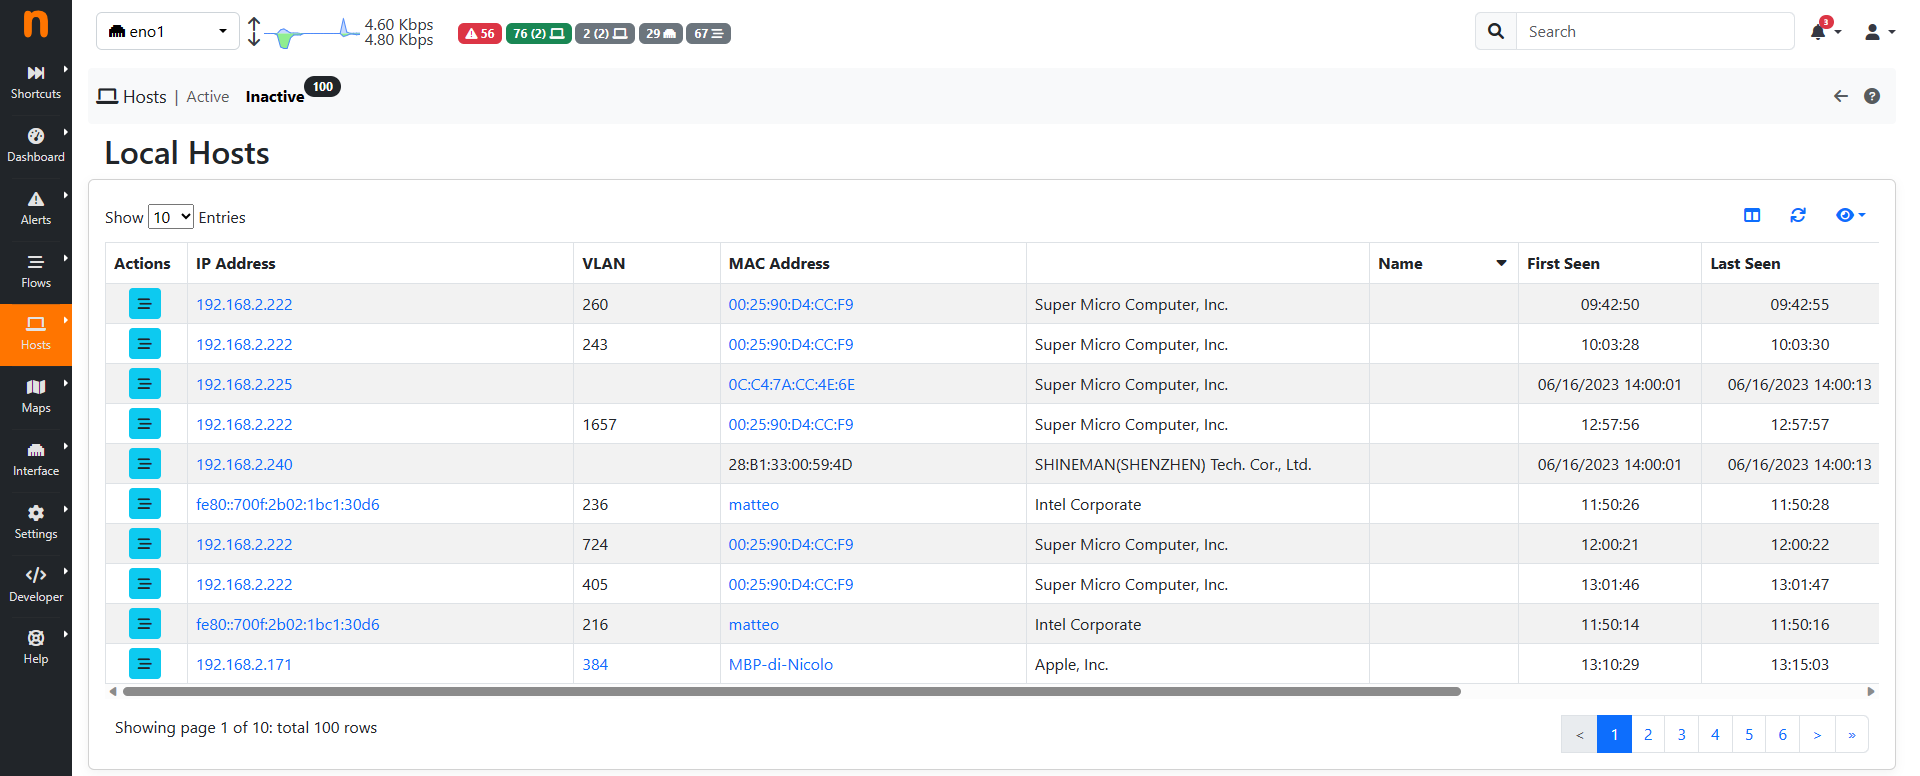 n
eno1
4.60 Kbps
4.80 Kbps
56
76 (2)
2 (2)
29
67
Search
3
Shortcuts
Dashboard
Alerts
Flows
Hosts
Maps
Interface
Settings
Developer
Help
Hosts | Active Inactive 100
Local Hosts
Show 10 Entries
Actions IP Address VLAN MAC Address Name First Seen Last Seen
192.168.2.222 260 00:25:90:D4:CC:F9 Super Micro Computer, Inc. 09:42:50 09:42:55
192.168.2.222 243 00:25:90:D4:CC:F9 Super Micro Computer, Inc. 10:03:28 10:03:30
192.168.2.225 0C:C4:7A:CC:4E:6E Super Micro Computer, Inc. 06/16/2023 14:00:01 06/16/2023 14:00:13
192.168.2.222 1657 00:25:90:D4:CC:F9 Super Micro Computer, Inc. 12:57:56 12:57:57
192.168.2.240 28:B1:33:00:59:4D SHINEMAN(SHENZHEN) Tech. Cor., Ltd. 06/16/2023 14:00:01 06/16/2023 14:00:13
fe80::700f:2b02:1bc1:30d6 236 matteo Intel Corporate 11:50:26 11:50:28
192.168.2.222 724 00:25:90:D4:CC:F9 Super Micro Computer, Inc. 12:00:21 12:00:22
192.168.2.222 405 00:25:90:D4:CC:F9 Super Micro Computer, Inc. 13:01:46 13:01:47
fe80::700f:2b02:1bc1:30d6 216 matteo Intel Corporate 11:50:14 11:50:16
192.168.2.171 384 MBP-di-Nicolo Apple, Inc. 13:10:29 13:15:03
Showing page 1 of 10: total 100 rows
< 1 2 3 4 5 6 > »